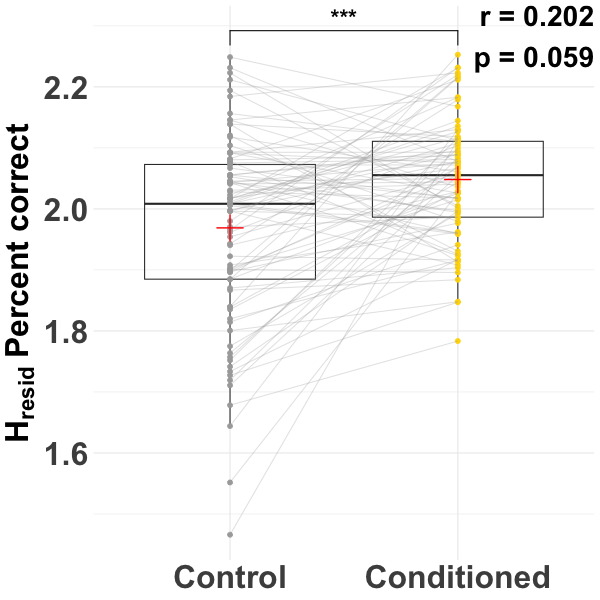 ***
r = 0.202
p = 0.059
2.2
2.0
1.8
1.6
Hresid Percent correct
Control Conditioned